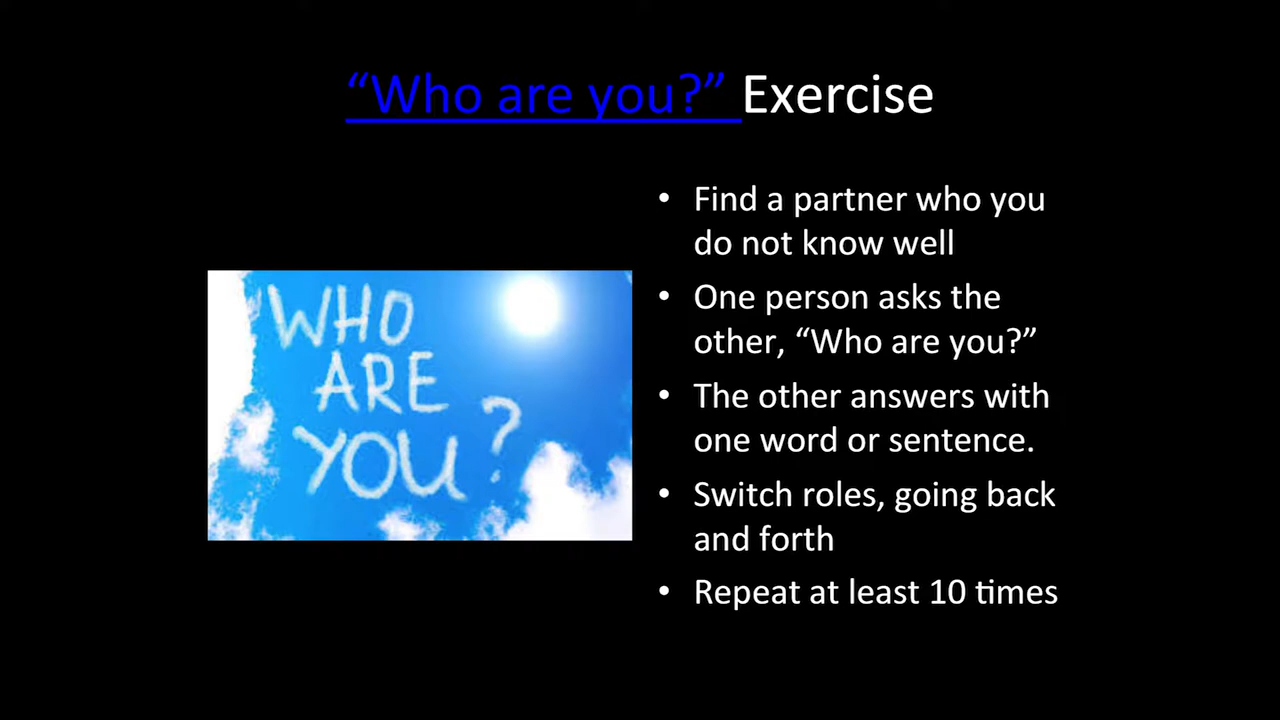 “Who are you?” Exercise
WHO
ARE
YOU?
• Find a partner who you
do not know well
• One person asks the
other, “Who are you?”
• The other answers with
one word or sentence.
• Switch roles, going back
and forth
• Repeat at least 10 times